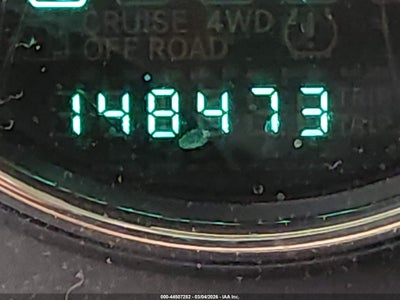 CRUISE 4WD
OFF ROAD
148473
000-44507282 - 03/04/2026 - IAA Inc.